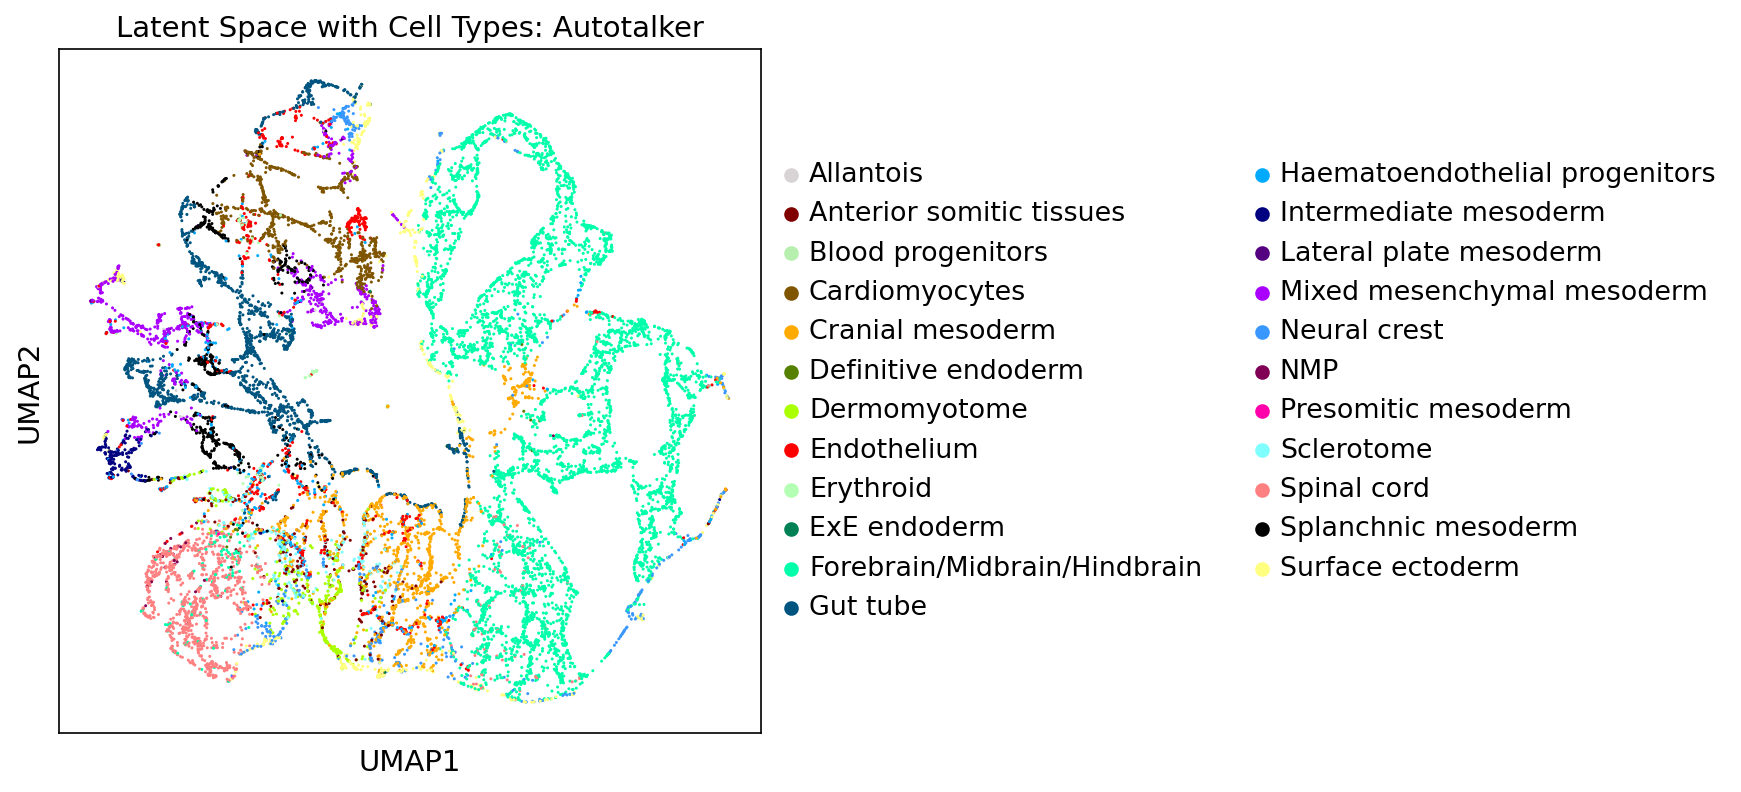 Latent Space with Cell Types: Autotalker
UMAP2
UMAP1
Allantois
Anterior somitic tissues
Blood progenitors
Cardiomyocytes
Cranial mesoderm
Definitive endoderm
Dermomyotome
Endothelium
Erythroid
ExE endoderm
Forebrain/Midbrain/Hindbrain
Gut tube
Haematoendothelial progenitors
Intermediate mesoderm
Lateral plate mesoderm
Mixed mesenchymal mesoderm
Neural crest
NMP
Presomitic mesoderm
Sclerotome
Spinal cord
Splanchnic mesoderm
Surface ectoderm